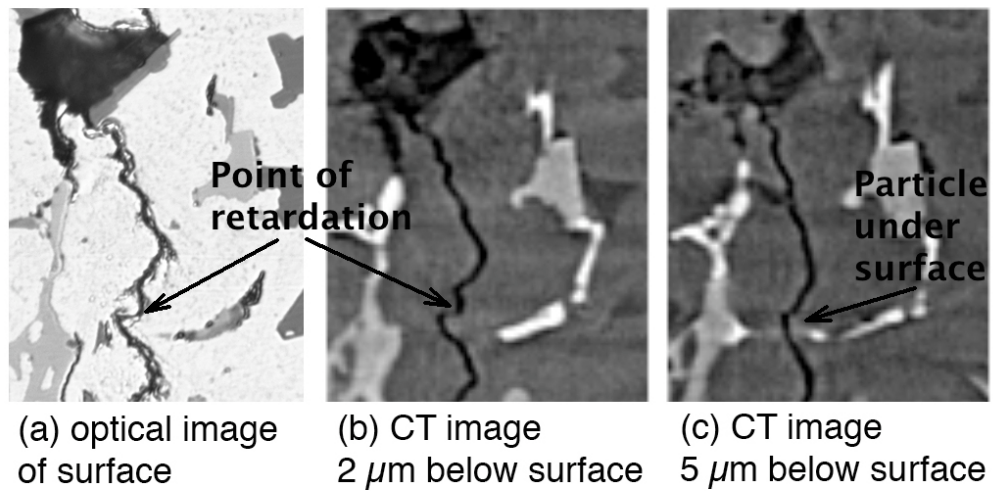 Point of
retardation
Particle
under
surface
(a) optical image
of surface
(b) CT image
2 µm below surface
(c) CT image
5 µm below surface